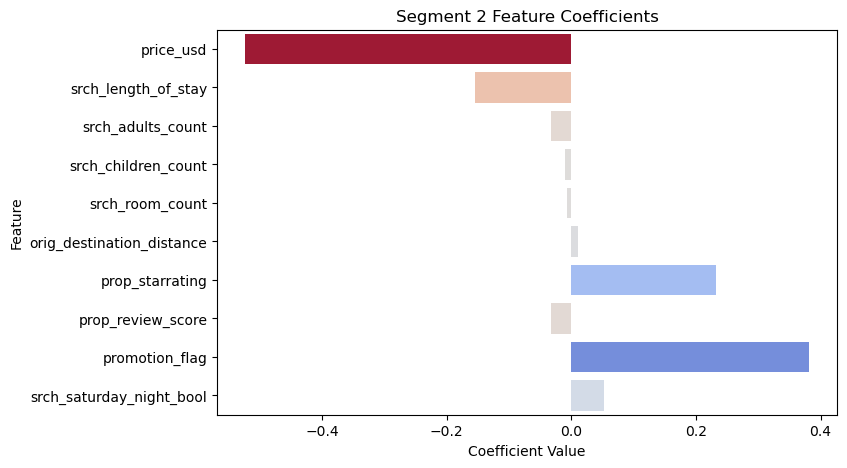 Segment 2 Feature Coefficients
price_usd
srch_length_of_stay
srch_adults_count
srch_children_count
srch_room_count
orig_destination_distance
prop_starrating
prop_review_score
promotion_flag
srch_saturday_night_bool
Feature
−0.4 −0.2 0.0 0.2 0.4
Coefficient Value